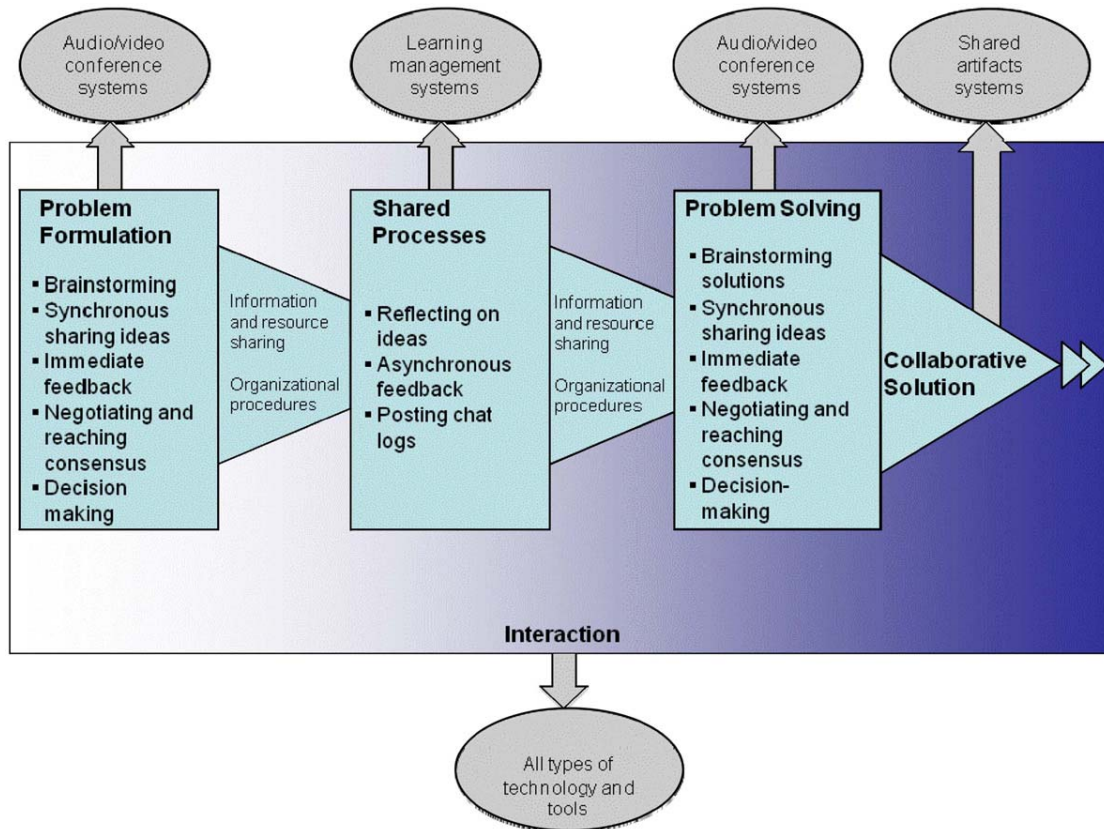 Audio/video
conference
systems
Learning
management
systems
Audio/video
conference
systems
Shared
artifacts
systems
Problem
Formulation
▪ Brainstorming
▪ Synchronous
sharing ideas
▪ Immediate
feedback
▪ Negotiating and
reaching
consensus
▪ Decision
making
Information
and resource
sharing
Organizational
procedures
Shared
Processes
▪ Reflecting on
ideas
▪ Asynchronous
feedback
▪ Posting chat
logs
Information
and resource
sharing
Organizational
procedures
Problem Solving
▪ Brainstorming
solutions
▪ Synchronous
sharing ideas
▪ Immediate
feedback
▪ Negotiating and
reaching
consensus
▪ Decision-
making
Collaborative
Solution
Interaction
All types of
technology and
tools